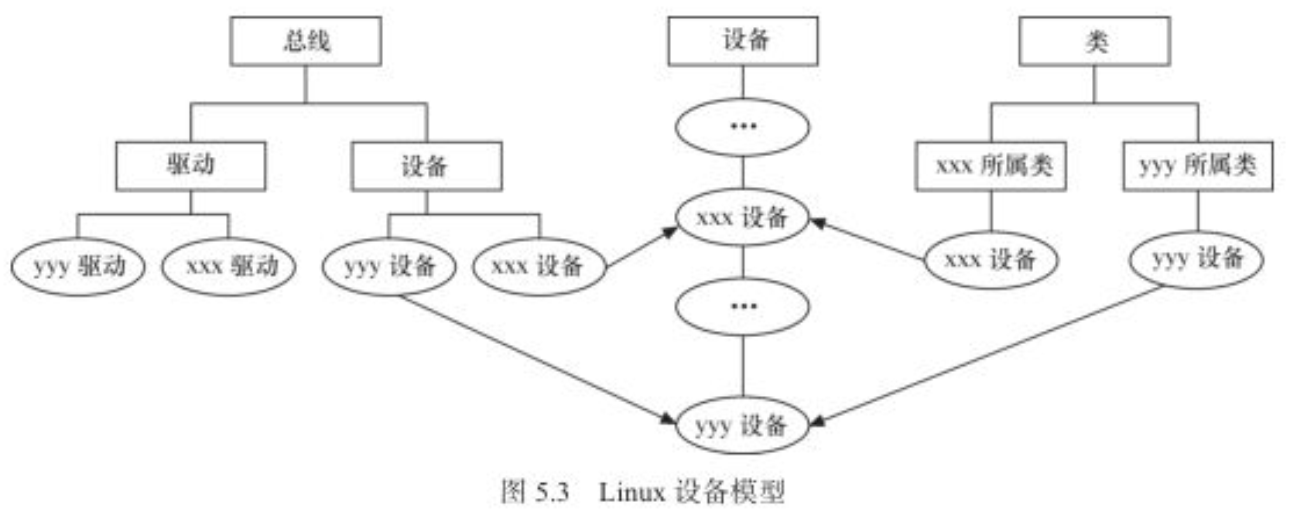 总线
设备
类
驱动
设备
xxx 所属类
yyy 所属类
•••
xxx 设备
yyy 驱动
xxx 驱动
yyy 设备
xxx 设备
xxx 设备
yyy 设备
•••
yyy 设备
图 5.3 Linux 设备模型